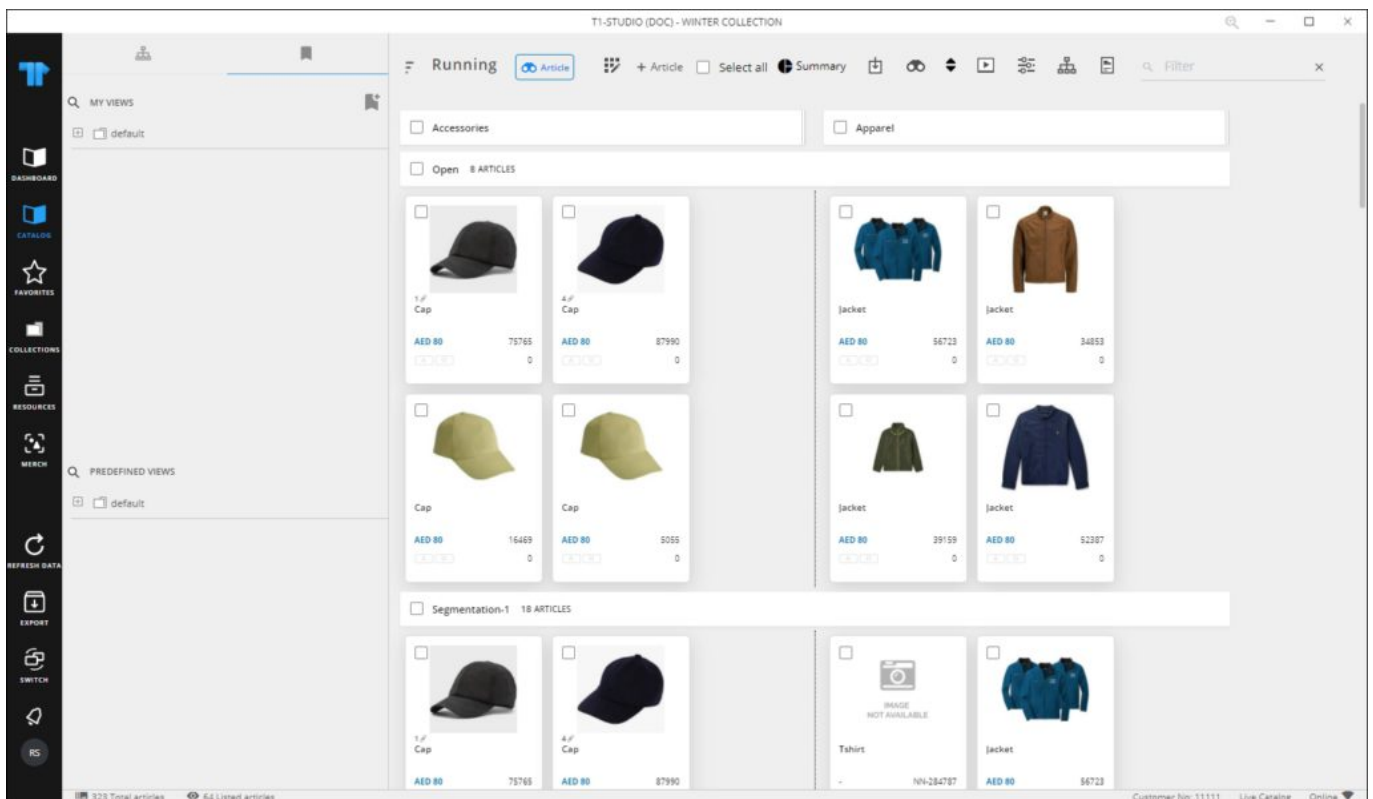 T1-STUDIO (DOC) - WINTER COLLECTION
DASHBOARD
CATALOG
FAVORITES
COLLECTIONS
RESOURCES
MERCH
REFRESH DATA
EXPORT
SWITCH
RS
MY VIEWS
default
PREDEFINED VIEWS
default
Running Article + Article Select all Summary Filter
Accessories Apparel
Open 8 ARTICLES
1 4
Cap Cap Jacket Jacket
AED 80 75765 AED 80 87990 AED 80 56723 AED 80 34853
0 0 0 0
Cap Cap Jacket Jacket
AED 80 16469 AED 80 5055 AED 80 39159 AED 80 52387
0 0 0 0
Segmentation-1 18 ARTICLES
IMAGE
NOT AVAILABLE
1 4
Cap Cap Tshirt Jacket
AED 80 75765 AED 80 87990 - NN-284787 AED 80 56723
323 Total articles 64 Listed articles Customer No: 11111 Live Catalog Online